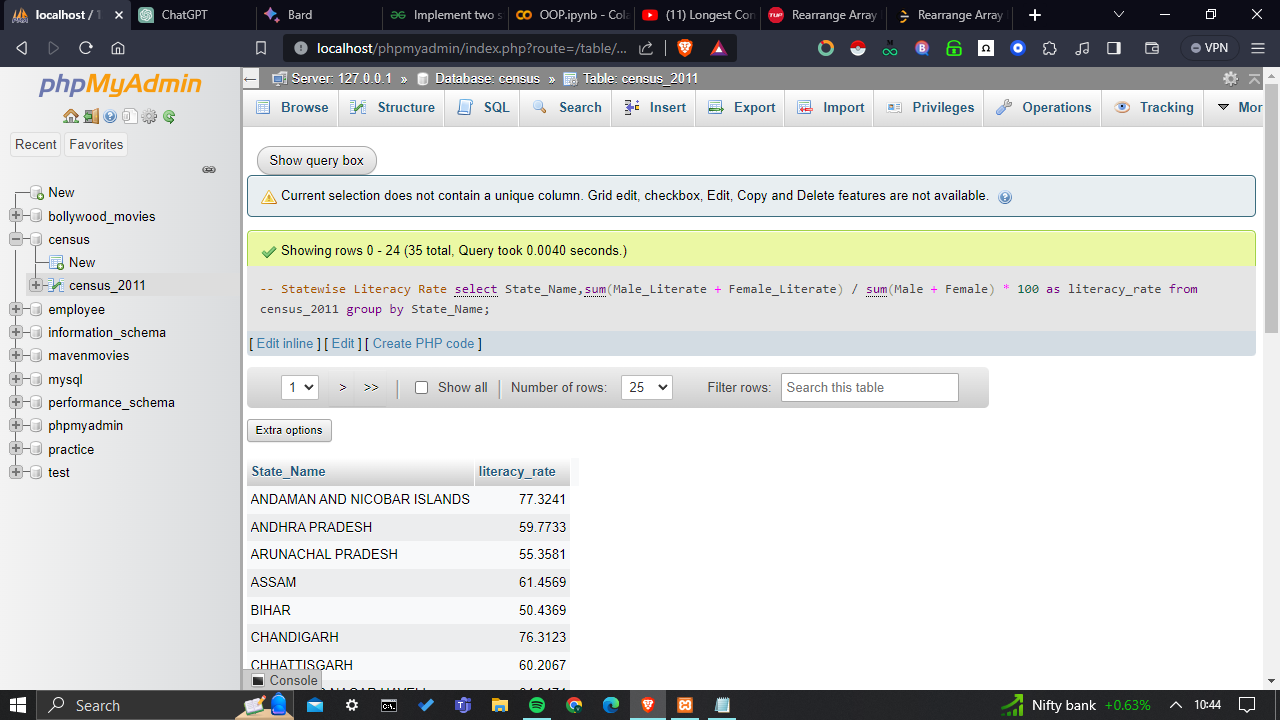 localhost / 1
ChatGPT
Bard
Implement two s
OOP.ipynb - Cola
(11) Longest Con
Rearrange Array
Rearrange Array
localhost/phpmyadmin/index.php?route=/table/...
VPN
phpMyAdmin
Recent
Favorites
New
bollywood_movies
census
New
census_2011
employee
information_schema
mavenmovies
mysql
performance_schema
phpmyadmin
practice
test
Server: 127.0.0.1 » Database: census » Table: census_2011
Browse Structure SQL Search Insert Export Import Privileges Operations Tracking Mor
Show query box
Current selection does not contain a unique column. Grid edit, checkbox, Edit, Copy and Delete features are not available.
Showing rows 0 - 24 (35 total, Query took 0.0040 seconds.)
-- Statewise Literacy Rate select State_Name,sum(Male_Literate + Female_Literate) / sum(Male + Female) * 100 as literacy_rate from
census_2011 group by State_Name;
[ Edit inline ] [ Edit ] [ Create PHP code ]
1 > >> | Show all | Number of rows: 25 Filter rows: Search this table
Extra options
State_Name literacy_rate
ANDAMAN AND NICOBAR ISLANDS 77.3241
ANDHRA PRADESH 59.7733
ARUNACHAL PRADESH 55.3581
ASSAM 61.4569
BIHAR 50.4369
CHANDIGARH 76.3123
CHHATTISGARH 60.2067
Console
Search
Nifty bank +0.63%
10:44